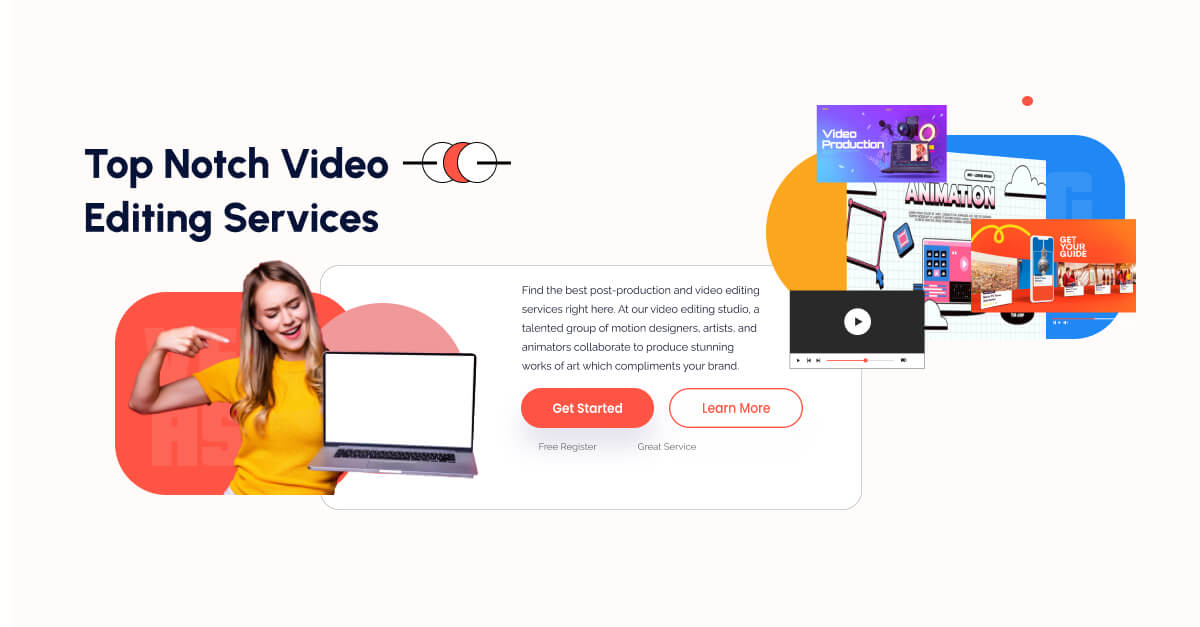 Top Notch Video
Editing Services
Find the best post-production and video editing
services right here. At our video editing studio, a
talented group of motion designers, artists, and
animators collaborate to produce stunning
works of art which compliments your brand.
Get Started
Learn More
Free Register
Great Service
Video
Production
ANIMATION
GET
YOUR
GUIDE